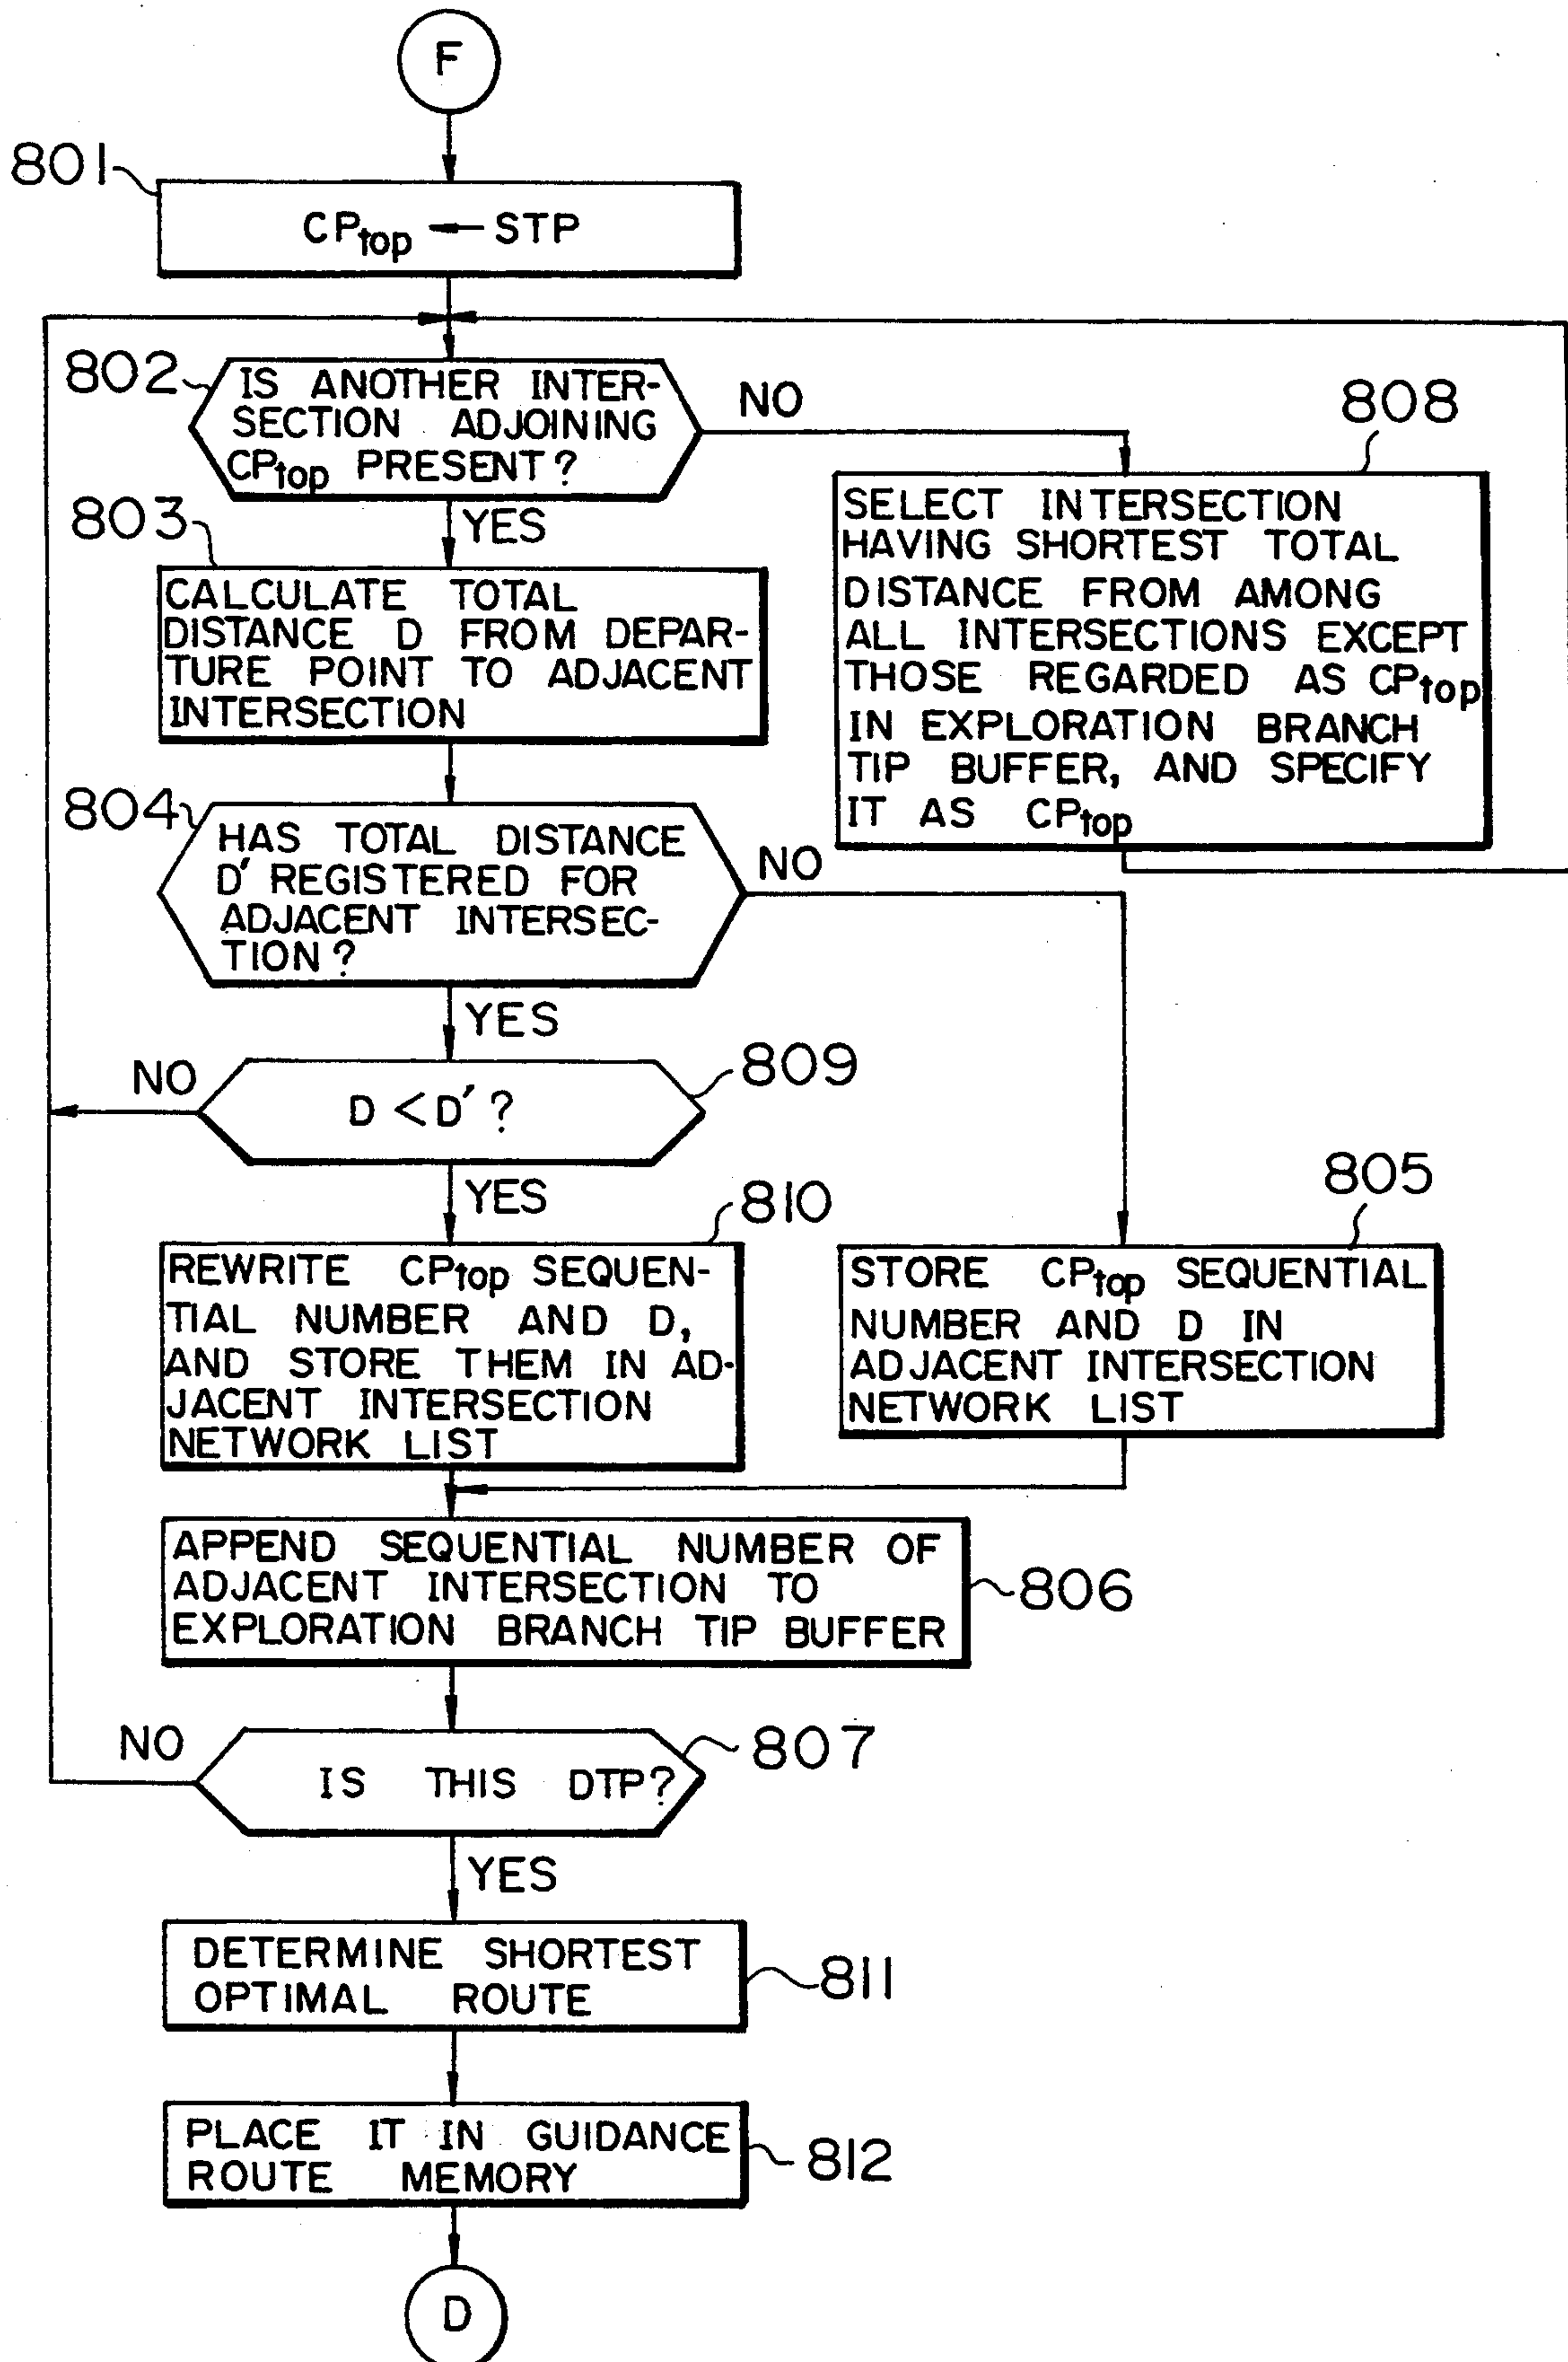 F
801
CPtop ← STP
802
IS ANOTHER INTER-
SECTION ADJOINING
CPtop PRESENT?
NO
YES
808
SELECT INTERSECTION
HAVING SHORTEST TOTAL
DISTANCE FROM AMONG
ALL INTERSECTIONS EXCEPT
THOSE REGARDED AS CPtop
IN EXPLORATION BRANCH
TIP BUFFER, AND SPECIFY
IT AS CPtop
803
CALCULATE TOTAL
DISTANCE D FROM DEPAR-
TURE POINT TO ADJACENT
INTERSECTION
804
HAS TOTAL DISTANCE
D' REGISTERED FOR
ADJACENT INTERSEC-
TION?
NO
YES
809
D < D'?
NO
YES
810
REWRITE CPtop SEQUEN-
TIAL NUMBER AND D,
AND STORE THEM IN AD-
JACENT INTERSECTION
NETWORK LIST
805
STORE CPtop SEQUENTIAL
NUMBER AND D IN
ADJACENT INTERSECTION
NETWORK LIST
APPEND SEQUENTIAL NUMBER OF
ADJACENT INTERSECTION TO
EXPLORATION BRANCH TIP BUFFER
806
NO
IS THIS DTP?
807
YES
DETERMINE SHORTEST
OPTIMAL ROUTE
811
PLACE IT IN GUIDANCE
ROUTE MEMORY
812
D